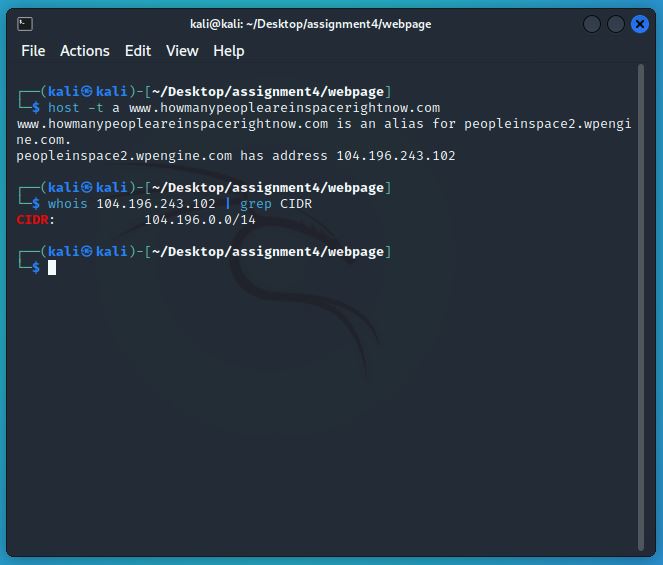 kali@kali: ~/Desktop/assignment4/webpage
File Actions Edit View Help
┌──(kali㉿kali)-[~/Desktop/assignment4/webpage]
└─$ host -t a www.howmanypeopleareinspacerightnow.com
www.howmanypeopleareinspacerightnow.com is an alias for peopleinspace2.wpengi
ne.com.
peopleinspace2.wpengine.com has address 104.196.243.102
┌──(kali㉿kali)-[~/Desktop/assignment4/webpage]
└─$ whois 104.196.243.102 | grep CIDR
CIDR:           104.196.0.0/14
┌──(kali㉿kali)-[~/Desktop/assignment4/webpage]
└─$